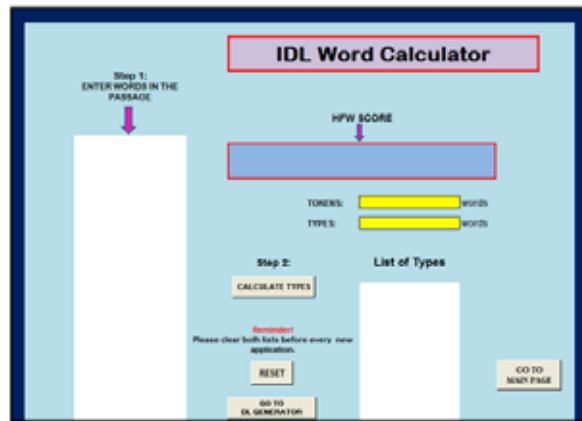 IDL Word Calculator
Step 1:
ENTER WORDS IN THE
PASSAGE
HFW SCORE
TOKENS: words
TYPES: words
Step 2:
List of Types
CALCULATE TYPES
Reminder!
Please clear both lists before every new
application.
RESET
GO TO
MAIN PAGE
GO TO
DL GENERATOR